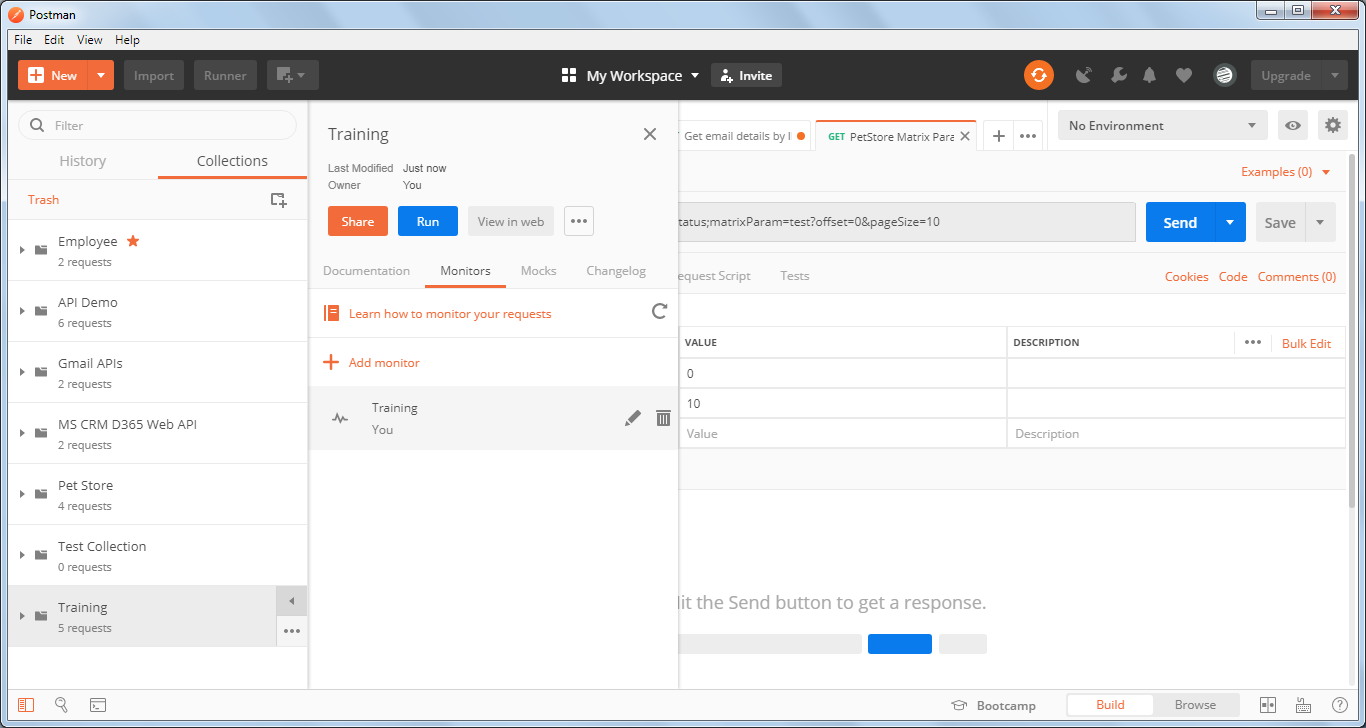 Postman
File Edit View Help
New Import Runner My Workspace Invite Upgrade
Filter
History Collections
Trash
Employee
2 requests
API Demo
6 requests
Gmail APIs
2 requests
MS CRM D365 Web API
2 requests
Pet Store
4 requests
Test Collection
0 requests
Training
5 requests
Training
Last Modified Just now
Owner You
Share Run View in web
Documentation Monitors Mocks Changelog
Learn how to monitor your requests
Add monitor
Training
You
Get email details by I
GET PetStore Matrix Para
No Environment
Examples (0)
tatus;matrixParam=test?offset=0&pageSize=10
Send Save
equest Script Tests
Cookies Code Comments (0)
VALUE DESCRIPTION Bulk Edit
0
10
Value Description
lit the Send button to get a response.
Bootcamp Build Browse